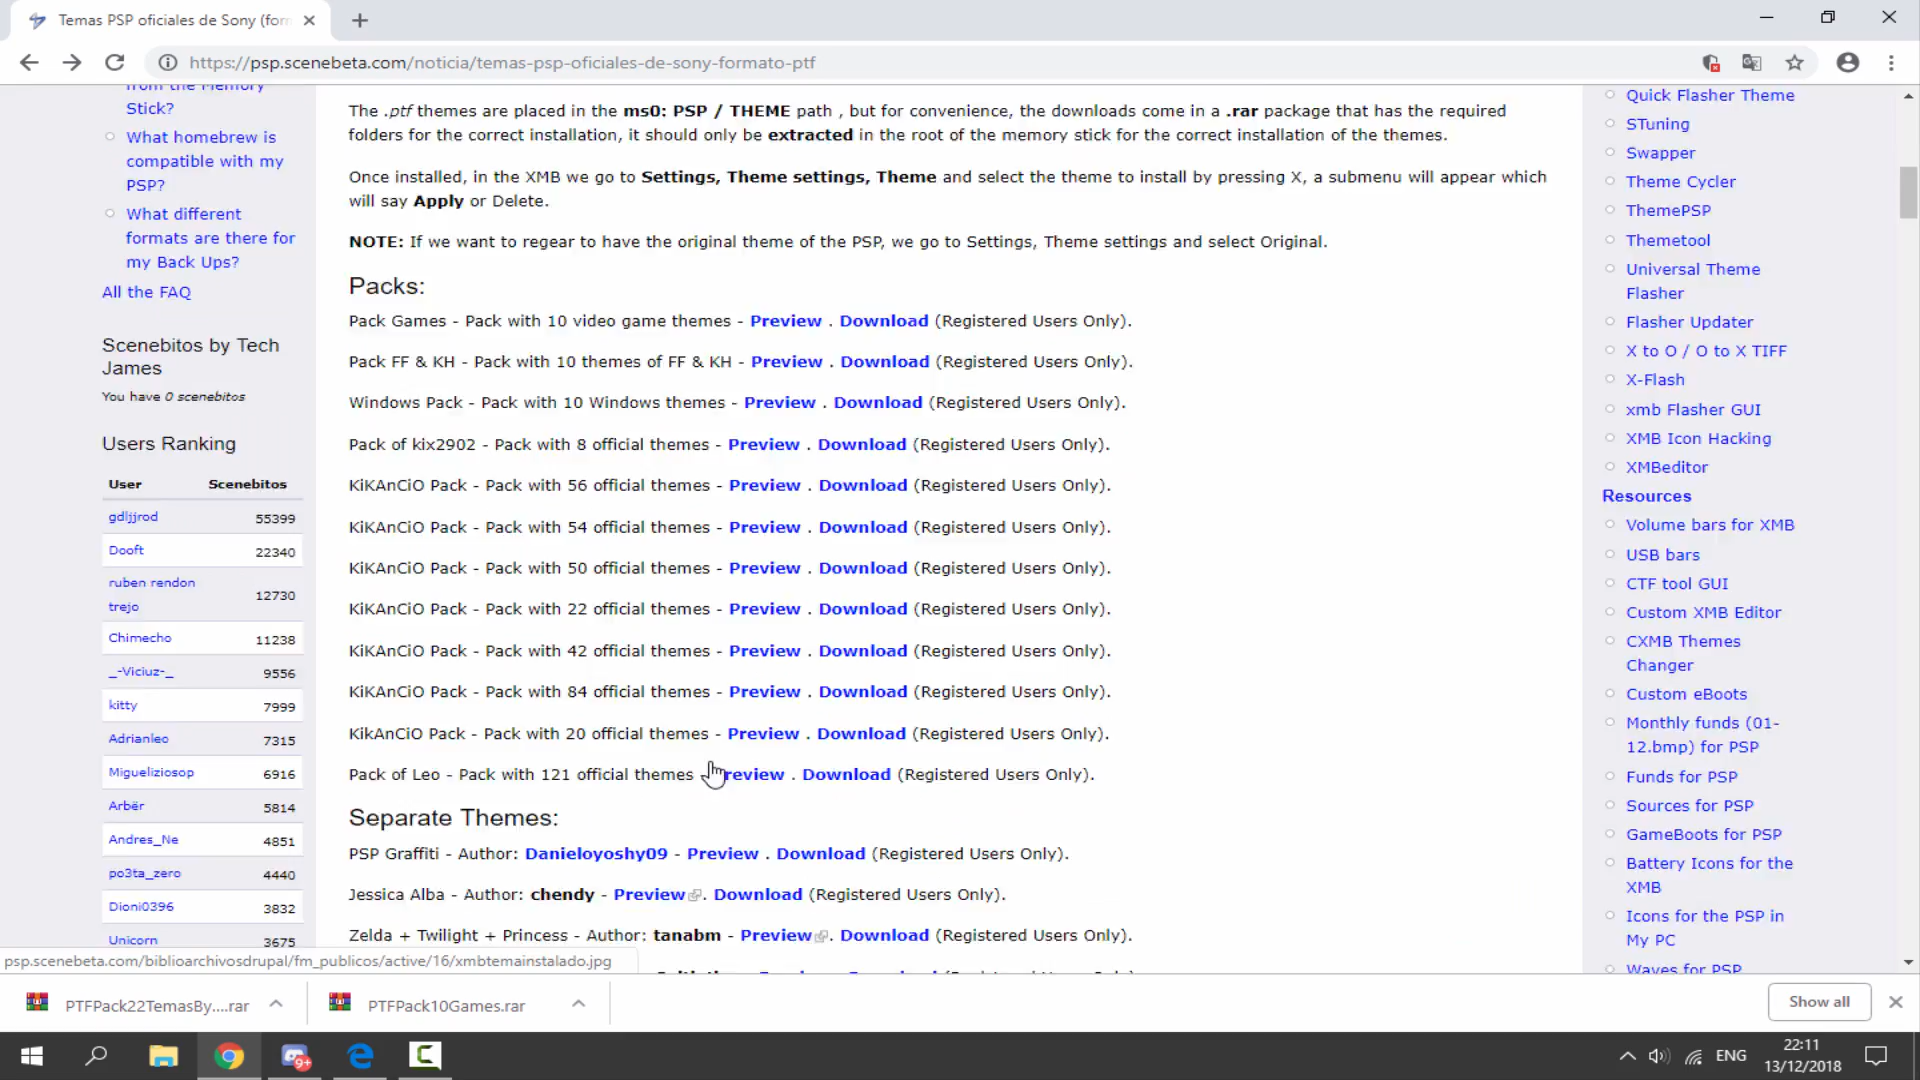 Temas PSP oficiales de Sony (for
https://psp.scenebeta.com/noticia/temas-psp-oficiales-de-sony-formato-ptf
from the Memory
Stick?
What homebrew is
compatible with my
PSP?
What different
formats are there for
my Back Ups?
All the FAQ
Scenebitos by Tech
James
You have 0 scenebitos
Users Ranking
User Scenebitos
gdljjrod 55399
Dooft 22340
ruben rendon
trejo 12730
Chimecho 11238
_-Viciuz-_ 9556
kitty 7999
Adrianleo 7315
Migueliziosop 6916
Arbër 5814
Andres_Ne 4851
po3ta_zero 4440
Dioni0396 3832
Unicorn 3675
The .ptf themes are placed in the ms0: PSP / THEME path , but for convenience, the downloads come in a .rar package that has the required
folders for the correct installation, it should only be extracted in the root of the memory stick for the correct installation of the themes.
Once installed, in the XMB we go to Settings, Theme settings, Theme and select the theme to install by pressing X, a submenu will appear which
will say Apply or Delete.
NOTE: If we want to regear to have the original theme of the PSP, we go to Settings, Theme settings and select Original.
Packs:
Pack Games - Pack with 10 video game themes - Preview . Download (Registered Users Only).
Pack FF & KH - Pack with 10 themes of FF & KH - Preview . Download (Registered Users Only).
Windows Pack - Pack with 10 Windows themes - Preview . Download (Registered Users Only).
Pack of kix2902 - Pack with 8 official themes - Preview . Download (Registered Users Only).
KiKAnCiO Pack - Pack with 56 official themes - Preview . Download (Registered Users Only).
KiKAnCiO Pack - Pack with 54 official themes - Preview . Download (Registered Users Only).
KiKAnCiO Pack - Pack with 50 official themes - Preview . Download (Registered Users Only).
KiKAnCiO Pack - Pack with 22 official themes - Preview . Download (Registered Users Only).
KiKAnCiO Pack - Pack with 42 official themes - Preview . Download (Registered Users Only).
KiKAnCiO Pack - Pack with 84 official themes - Preview . Download (Registered Users Only).
KikAnCiO Pack - Pack with 20 official themes - Preview . Download (Registered Users Only).
Pack of Leo - Pack with 121 official themes - Preview . Download (Registered Users Only).
Separate Themes:
PSP Graffiti - Author: Danieloyoshy09 - Preview . Download (Registered Users Only).
Jessica Alba - Author: chendy - Preview . Download (Registered Users Only).
Zelda + Twilight + Princess - Author: tanabm - Preview . Download (Registered Users Only).
Quick Flasher Theme
STuning
Swapper
Theme Cycler
ThemePSP
Themetool
Universal Theme
Flasher
Flasher Updater
X to O / O to X TIFF
X-Flash
xmb Flasher GUI
XMB Icon Hacking
XMBeditor
Resources
Volume bars for XMB
USB bars
CTF tool GUI
Custom XMB Editor
CXMB Themes
Changer
Custom eBoots
Monthly funds (01-
12.bmp) for PSP
Funds for PSP
Sources for PSP
GameBoots for PSP
Battery Icons for the
XMB
Icons for the PSP in
My PC
Waves for PSP
psp.scenebeta.com/biblioarchivosdrupal/fm_publicos/active/16/xmbtemainstalado.jpg
PTFPack22TemasBy....rar
PTFPack10Games.rar
Show all
9+
ENG
22:11
13/12/2018